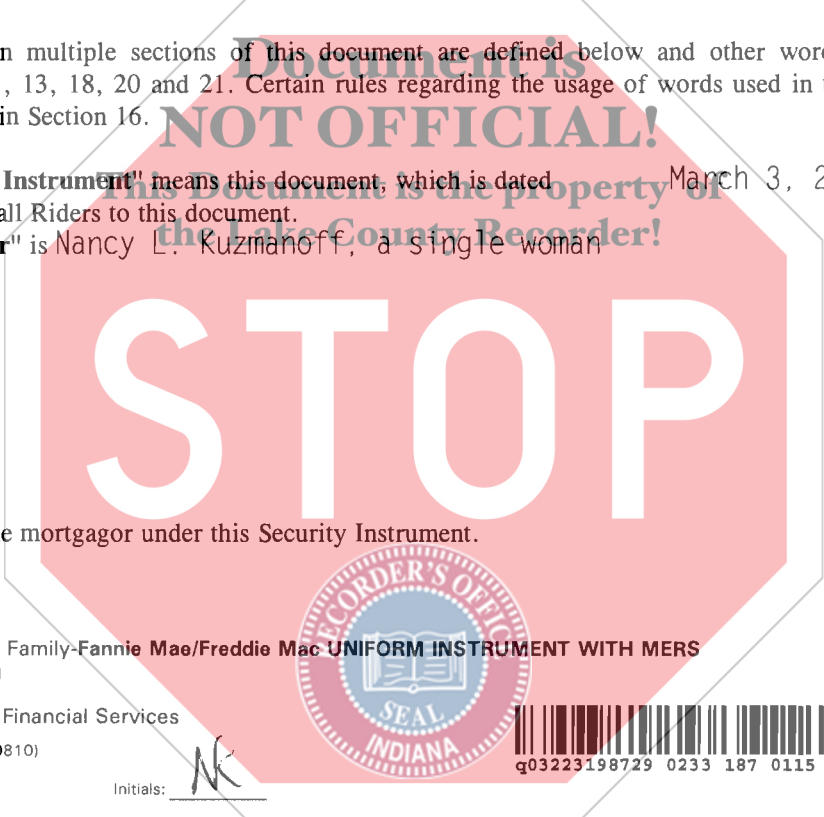 Document is
n multiple sections of this document are defined below and other wor
, 13, 18, 20 and 21. Certain rules regarding the usage of words used in
in Section 16.
NOT OFFICIAL!
Instrument" means this document, which is dated March 3, 2
This Document is the property of
all Riders to this document.
the Lake County Recorder!
r" is Nancy L. Kuzmanoff, a single woman
STOP
e mortgagor under this Security Instrument.
RECORDER'S OFFICE
Family-Fannie Mae/Freddie Mac UNIFORM INSTRUMENT WITH MERS
Financial Services
SEAL
INDIANA
0810)
Initials: NK
q03223198729 0233 187 0115